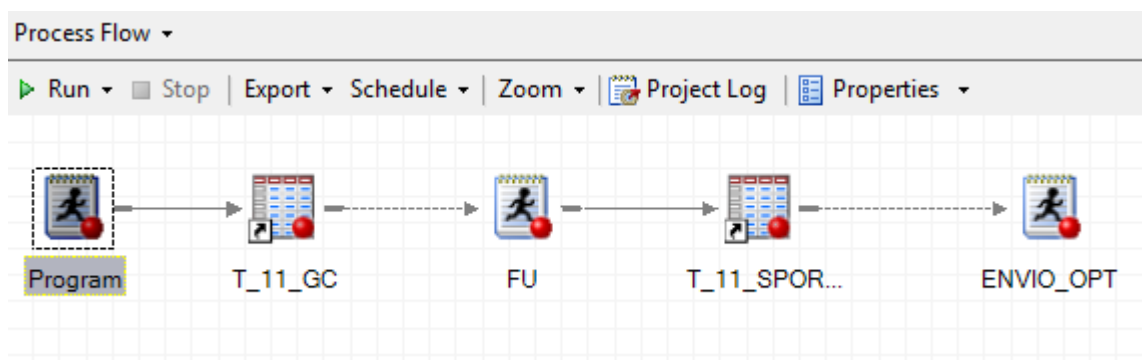 Process Flow
Run Stop Export Schedule Zoom Project Log Properties
Program T_11_GC FU T_11_SPOR... ENVIO_OPT